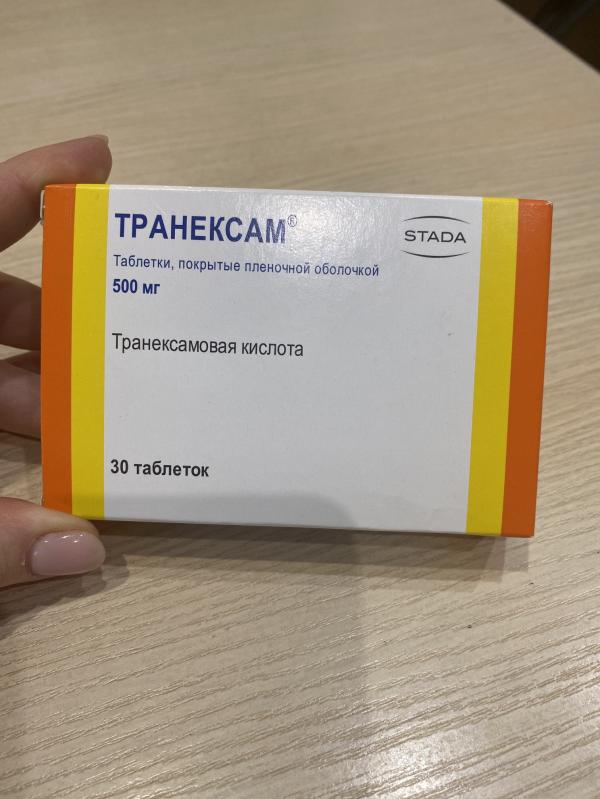 ТРАНЕКСАМ®
STADA
Таблетки, покрытые пленочной оболочкой
500 мг
Транексамовая кислота
30 таблеток